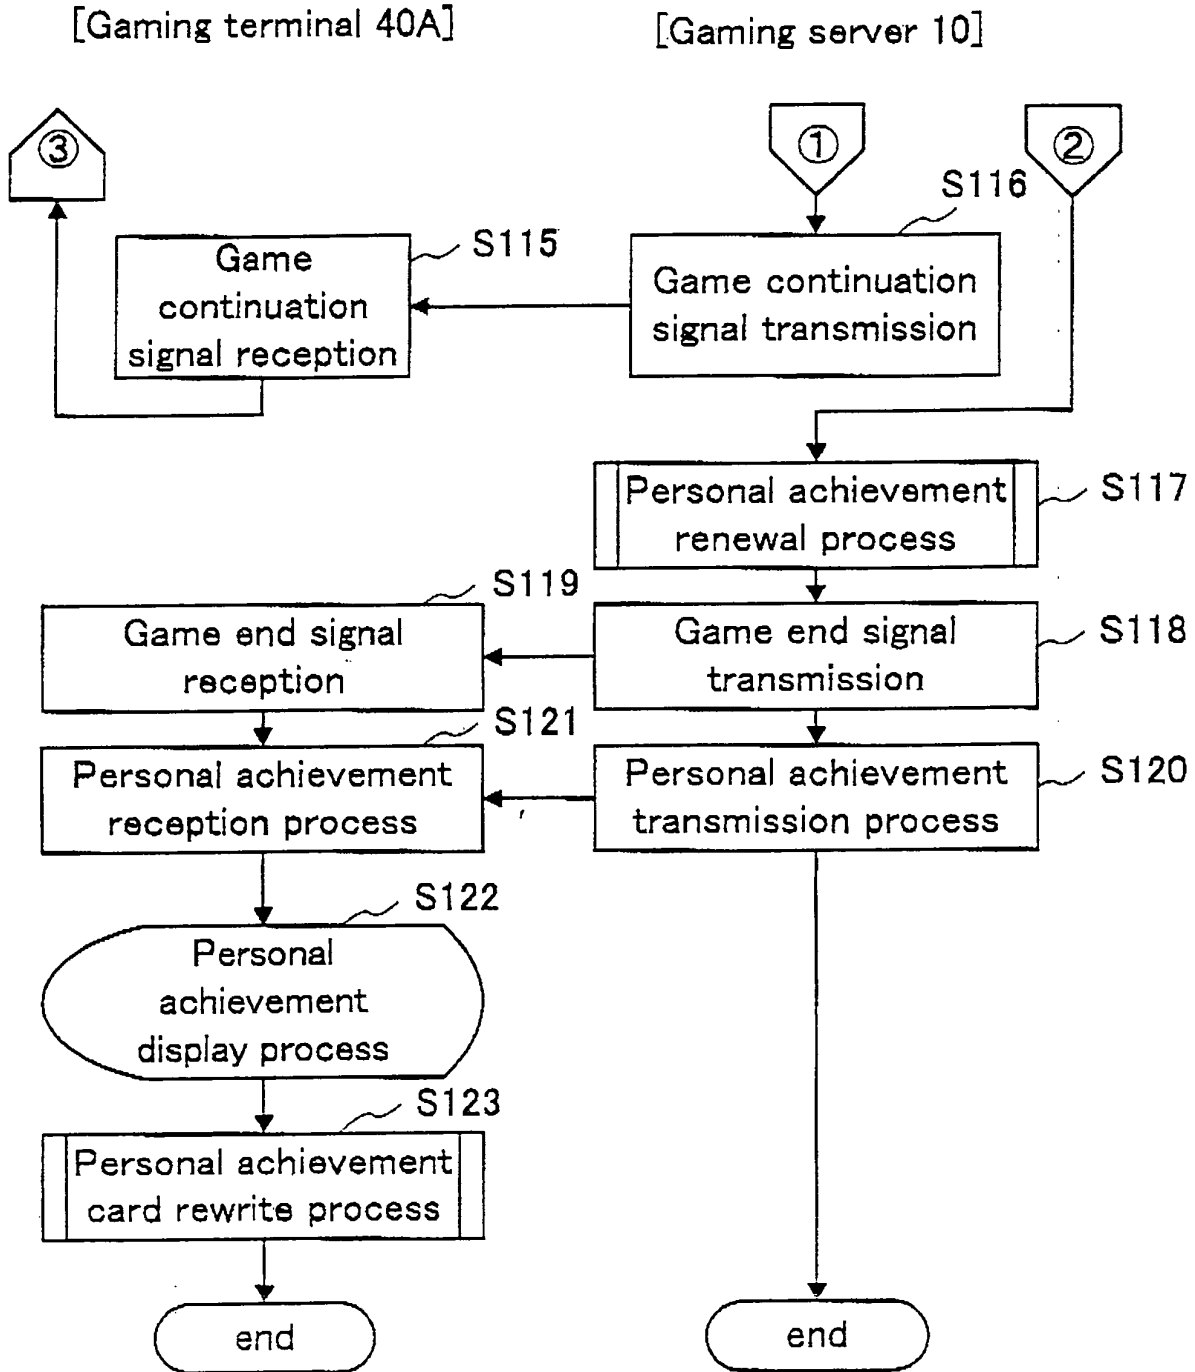 [Gaming terminal 40A]
[Gaming server 10]
③
①
②
S116
S115
Game
continuation
signal reception
Game continuation
signal transmission
Personal achievement
renewal process
S117
S119
Game end signal
reception
Game end signal
transmission
S118
S121
Personal achievement
reception process
Personal achievement
transmission process
S120
S122
Personal
achievement
display process
S123
Personal achievement
card rewrite process
end
end